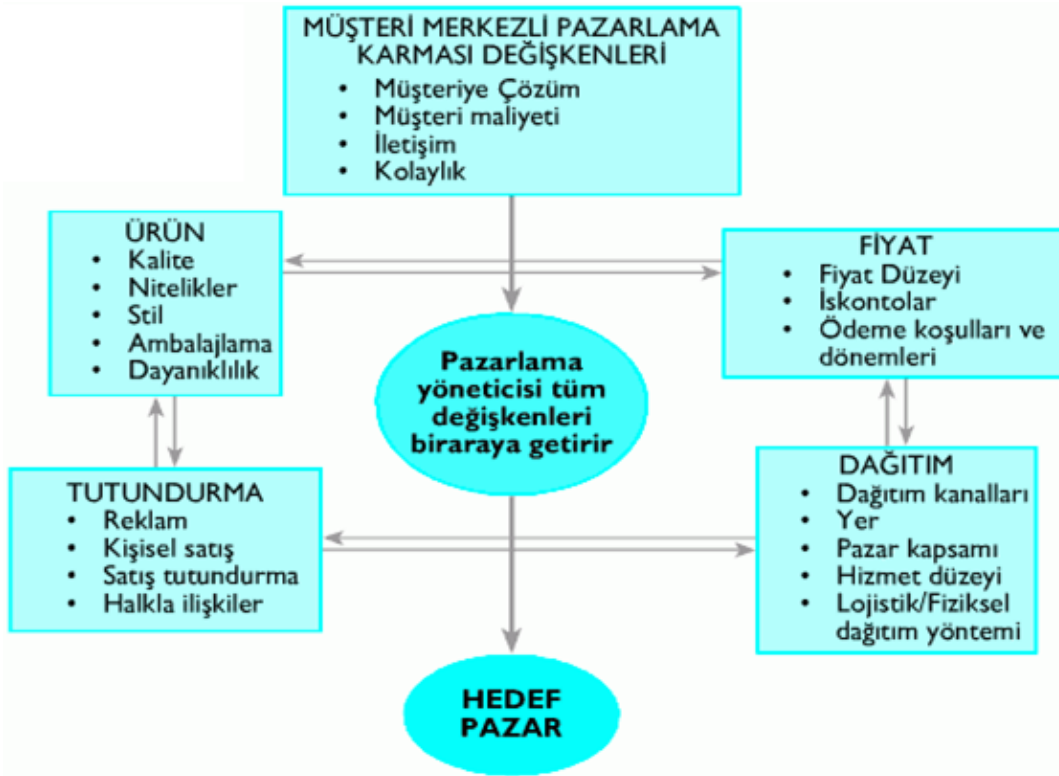 MÜŞTERİ MERKEZLİ PAZARLAMA
KARMASI DEĞİŞKENLERİ
• Müşteriye Çözüm
• Müşteri maliyeti
• İletişim
• Kolaylık
ÜRÜN
• Kalite
• Nitelikler
• Stil
• Ambalajlama
• Dayanıklılık
FİYAT
• Fiyat Düzeyi
• İskontolar
• Ödeme koşulları ve
dönemleri
Pazarlama
yöneticisi tüm
değişkenleri
biraraya getirir
TUTUNDURMA
• Reklam
• Kişisel satış
• Satış tutundurma
• Halkla ilişkiler
DAĞITIM
• Dağıtım kanalları
• Yer
• Pazar kapsamı
• Hizmet düzeyi
• Lojistik/Fiziksel
dağıtım yöntemi
HEDEF
PAZAR